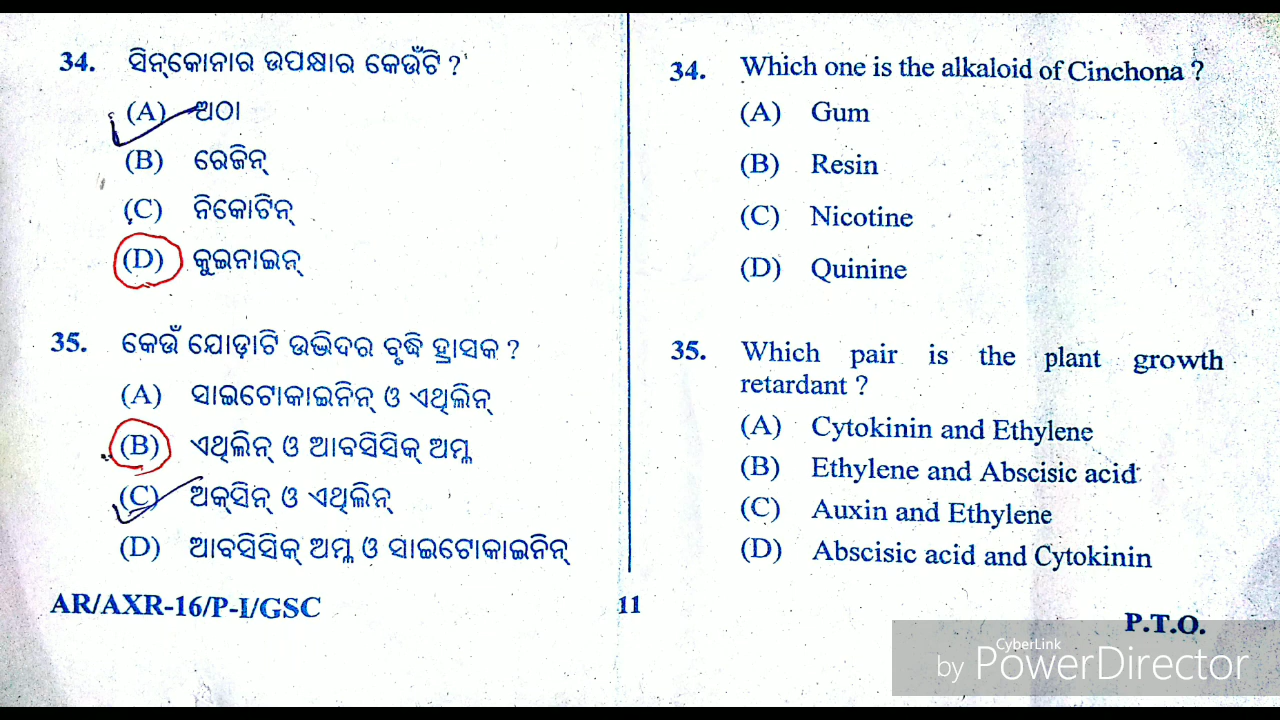 34. ସିନ୍‌କୋନାର ଉପକ୍ଷାର କେଉଁଟି ?
(A) ଅଠା
(B) ରେଜିନ୍
(C) ନିକୋଟିନ୍
(D) କୁଇନାଇନ୍
35. କେଉଁ ଯୋଡ଼ାଟି ଉଦ୍ଭିଦର ବୃଦ୍ଧି ହ୍ରାସକ ?
(A) ସାଇଟୋକାଇନିନ୍ ଓ ଏଥିଲିନ୍
(B) ଏଥିଲିନ୍ ଓ ଆବସିସିକ୍ ଅମ୍ଳ
(C) ଅକ୍‌ସିନ୍ ଓ ଏଥିଲିନ୍
(D) ଆବସିସିକ୍ ଅମ୍ଳ ଓ ସାଇଟୋକାଇନିନ୍
34. Which one is the alkaloid of Cinchona ?
(A) Gum
(B) Resin
(C) Nicotine
(D) Quinine
35. Which pair is the plant growth
retardant ?
(A) Cytokinin and Ethylene
(B) Ethylene and Abscisic acid
(C) Auxin and Ethylene
(D) Abscisic acid and Cytokinin
AR/AXR-16/P-I/GSC
11
P.T.O.
CyberLink
by PowerDirector